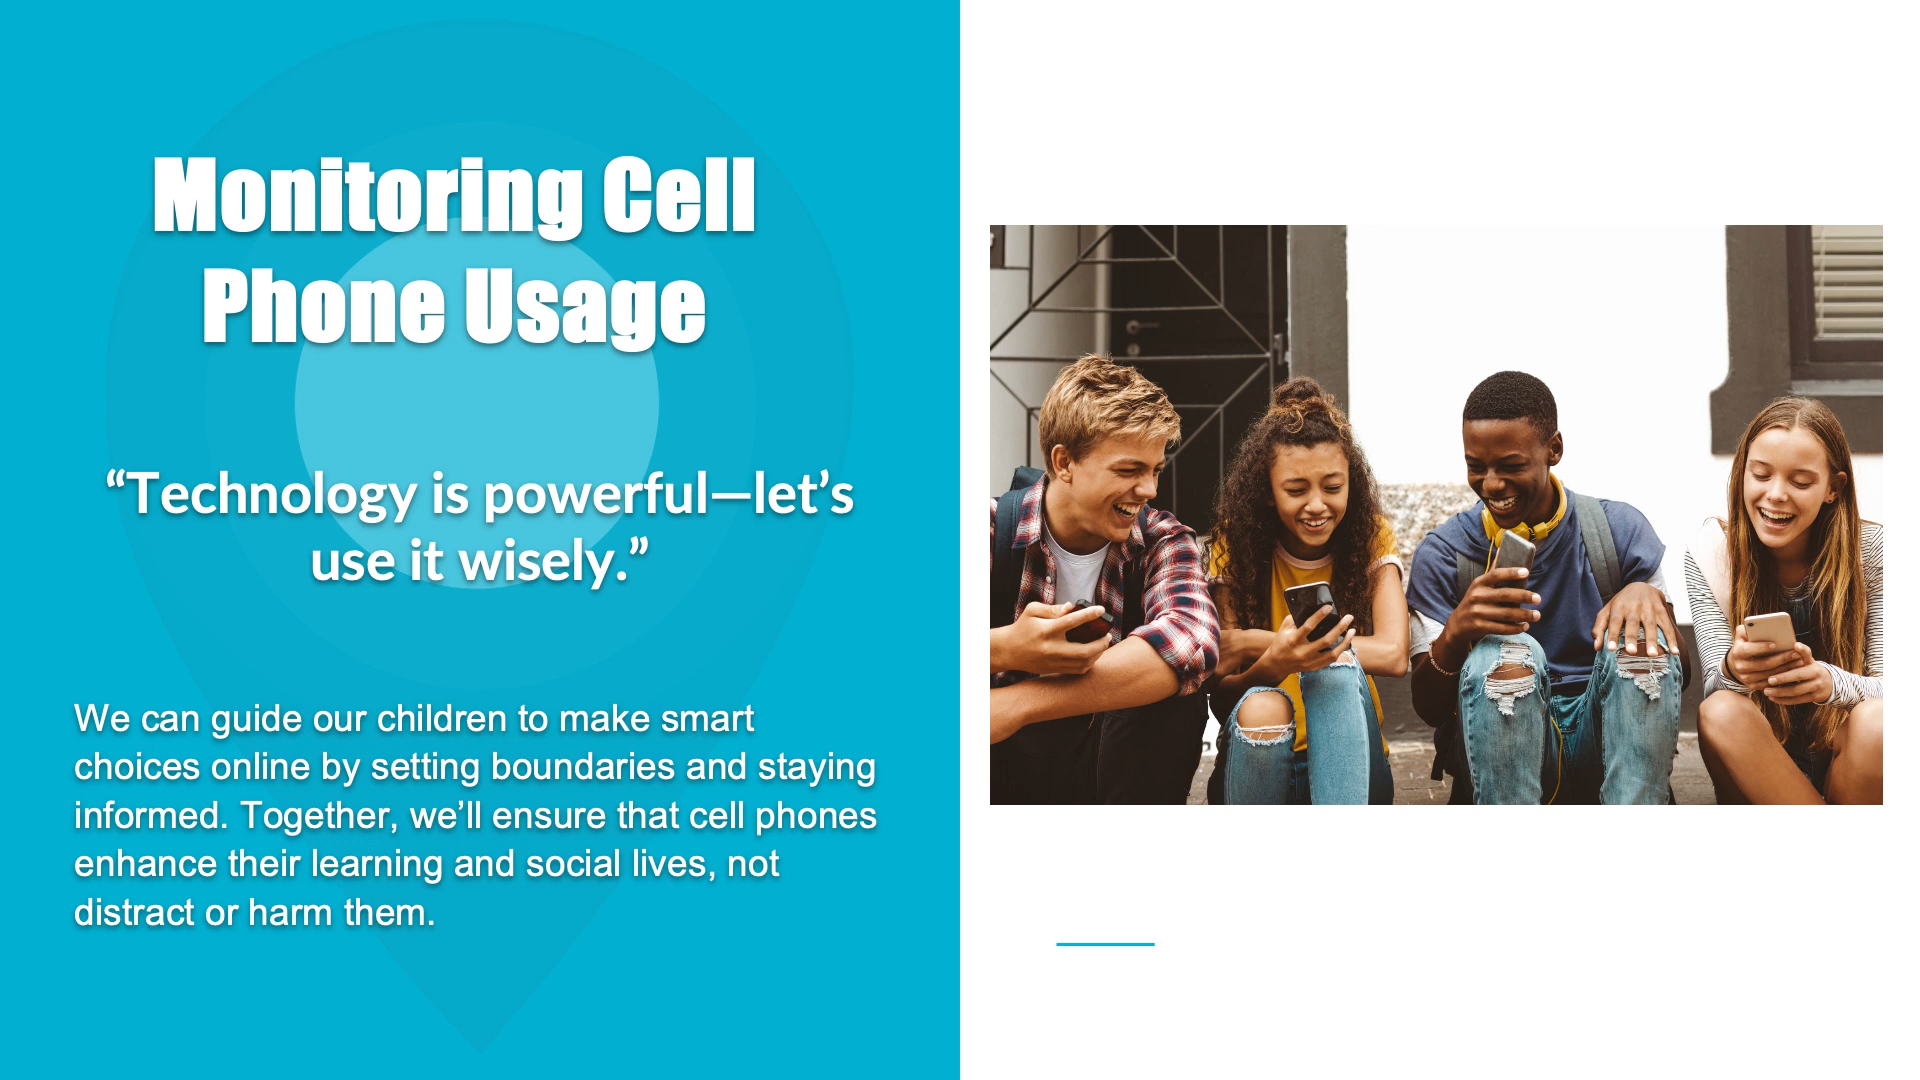 Monitoring Cell
Phone Usage
“Technology is powerful—let’s
use it wisely.”
We can guide our children to make smart
choices online by setting boundaries and staying
informed. Together, we’ll ensure that cell phones
enhance their learning and social lives, not
distract or harm them.